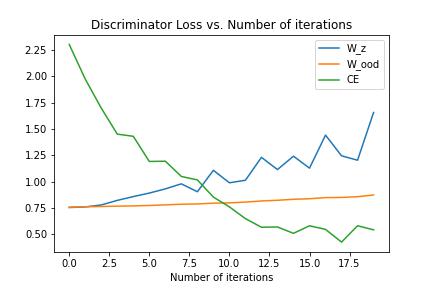 Discriminator Loss vs. Number of iterations
W_z
W_ood
CE
2.25
2.00
1.75
1.50
1.25
1.00
0.75
0.50
0.0 2.5 5.0 7.5 10.0 12.5 15.0 17.5
Number of iterations